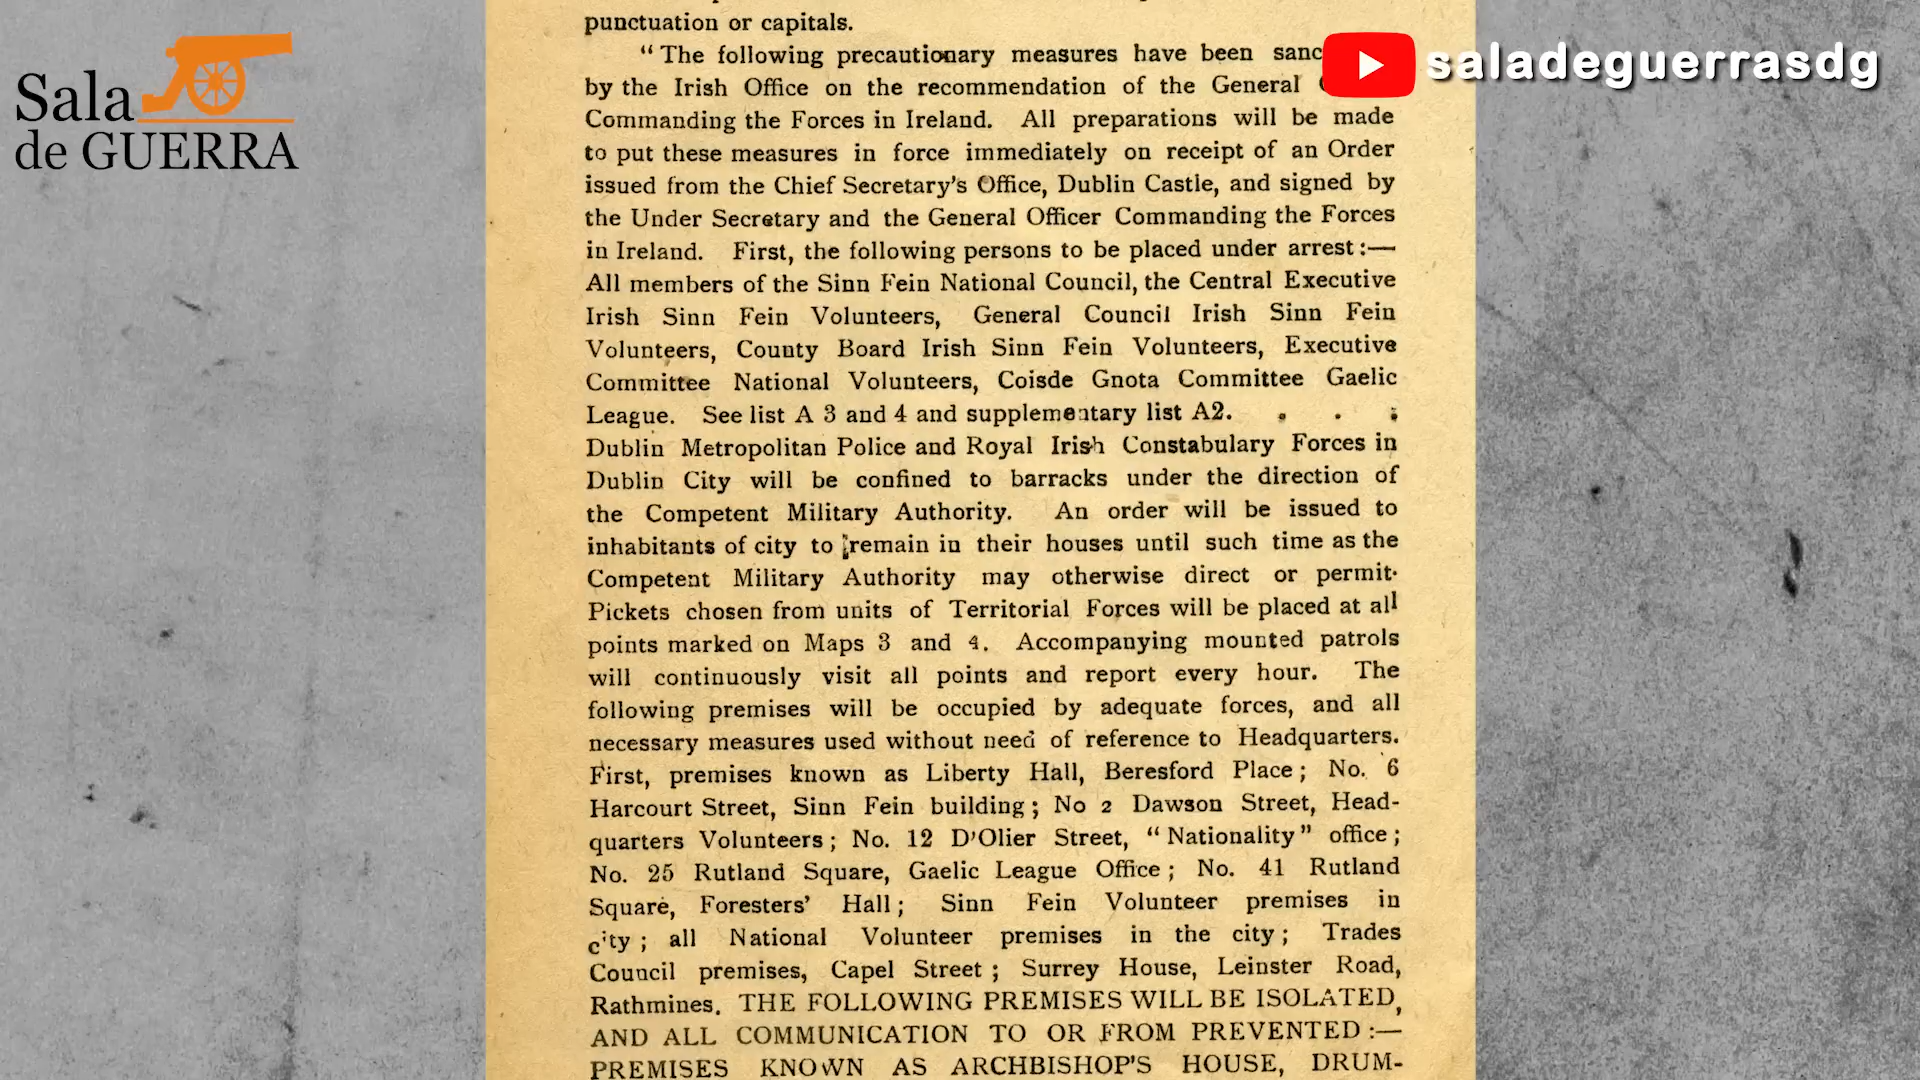 Sala
de GUERRA
saladeguerrasdg
punctuation or capitals.
“The following precautionary measures have been sanc
by the Irish Office on the recommendation of the General
Commanding the Forces in Ireland. All preparations will be made
to put these measures in force immediately on receipt of an Order
issued from the Chief Secretary's Office, Dublin Castle, and signed by
the Under Secretary and the General Officer Commanding the Forces
in Ireland. First, the following persons to be placed under arrest:—
All members of the Sinn Fein National Council, the Central Executive
Irish Sinn Fein Volunteers, General Council Irish Sinn Fein
Volunteers, County Board Irish Sinn Fein Volunteers, Executive
Committee National Volunteers, Coisde Gnota Committee Gaelic
League. See list A 3 and 4 and supplementary list A2. . . :
Dublin Metropolitan Police and Royal Irish Constabulary Forces in
Dublin City will be confined to barracks under the direction of
the Competent Military Authority. An order will be issued to
inhabitants of city to remain in their houses until such time as the
Competent Military Authority may otherwise direct or permit.
Pickets chosen from units of Territorial Forces will be placed at all
points marked on Maps 3 and 4. Accompanying mounted patrols
will continuously visit all points and report every hour. The
following premises will be occupied by adequate forces, and all
necessary measures used without need of reference to Headquarters.
First, premises known as Liberty Hall, Beresford Place; No. 6
Harcourt Street, Sinn Fein building; No 2 Dawson Street, Head-
quarters Volunteers; No. 12 D'Olier Street, “Nationality” office;
No. 25 Rutland Square, Gaelic League Office; No. 41 Rutland
Square, Foresters' Hall; Sinn Fein Volunteer premises in
city; all National Volunteer premises in the city; Trades
Council premises, Capel Street; Surrey House, Leinster Road,
Rathmines. THE FOLLOWING PREMISES WILL BE ISOLATED,
AND ALL COMMUNICATION TO OR FROM PREVENTED:—
PREMISES KNOWN AS ARCHBISHOP'S HOUSE, DRUM-